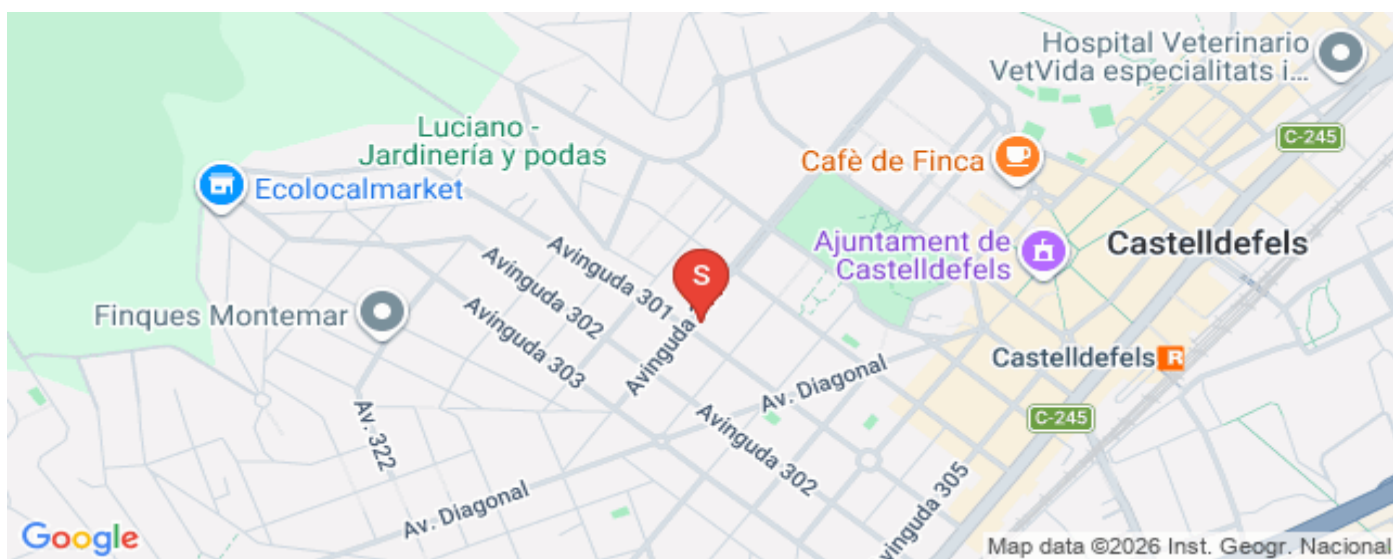 Hospital Veterinario
VetVida especialitats i...
C-245
Luciano -
Jardinería y podas
Cafè de Finca
Ecolocalmarket
Ajuntament de
Castelldefels
Castelldefels
S
Avinguda 301
Avinguda 302
Avinguda 303
Avinguda
Finques Montemar
Castelldefels R
Av. Diagonal
C-245
Av. 322
Avinguda 302
Avinguda 305
Av. Diagonal
Google
Map data ©2026 Inst. Geogr. Nacional